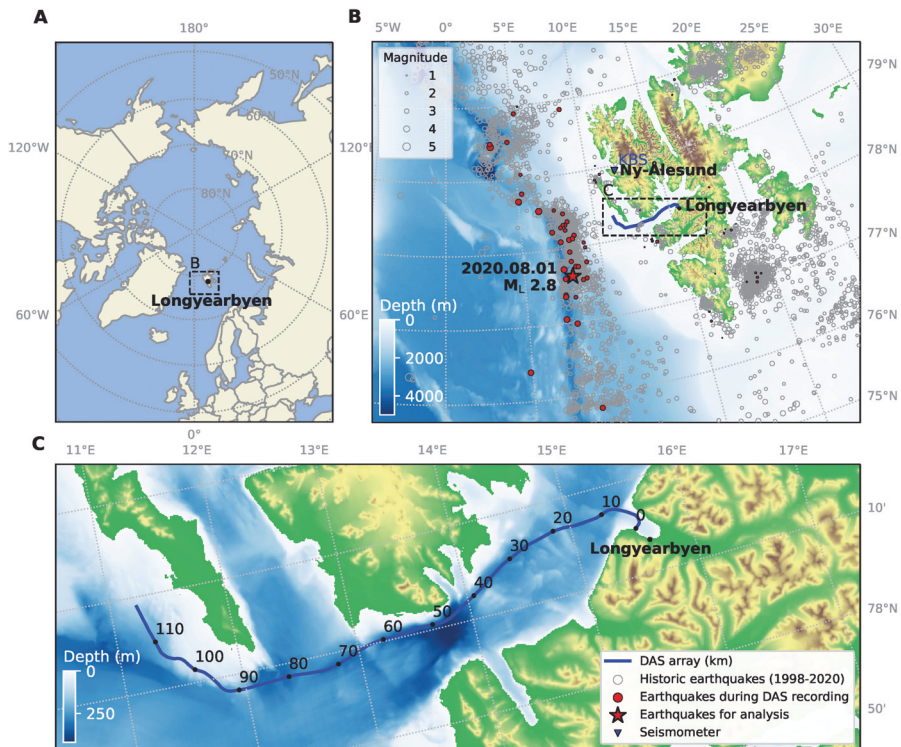 A
180°
50°N
60°N
70°N
80°N
120°W
120°E
60°W
60°E
0°
B
Longyearbyen
B
5°W
0°
5°E
10°E
15°E
20°E
25°E
30°E
79°N
78°N
77°N
76°N
75°N
Magnitude
1
2
3
4
5
KBS
Ny-Ålesund
C
Longyearbyen
2020.08.01
M_L 2.8
Depth (m)
0
2000
4000
C
11°E
12°E
13°E
14°E
15°E
16°E
17°E
10'
78°N
50'
0
10
20
30
40
50
60
70
80
90
100
110
Longyearbyen
Depth (m)
0
250
DAS array (km)
Historic earthquakes (1998-2020)
Earthquakes during DAS recording
Earthquakes for analysis
Seismometer